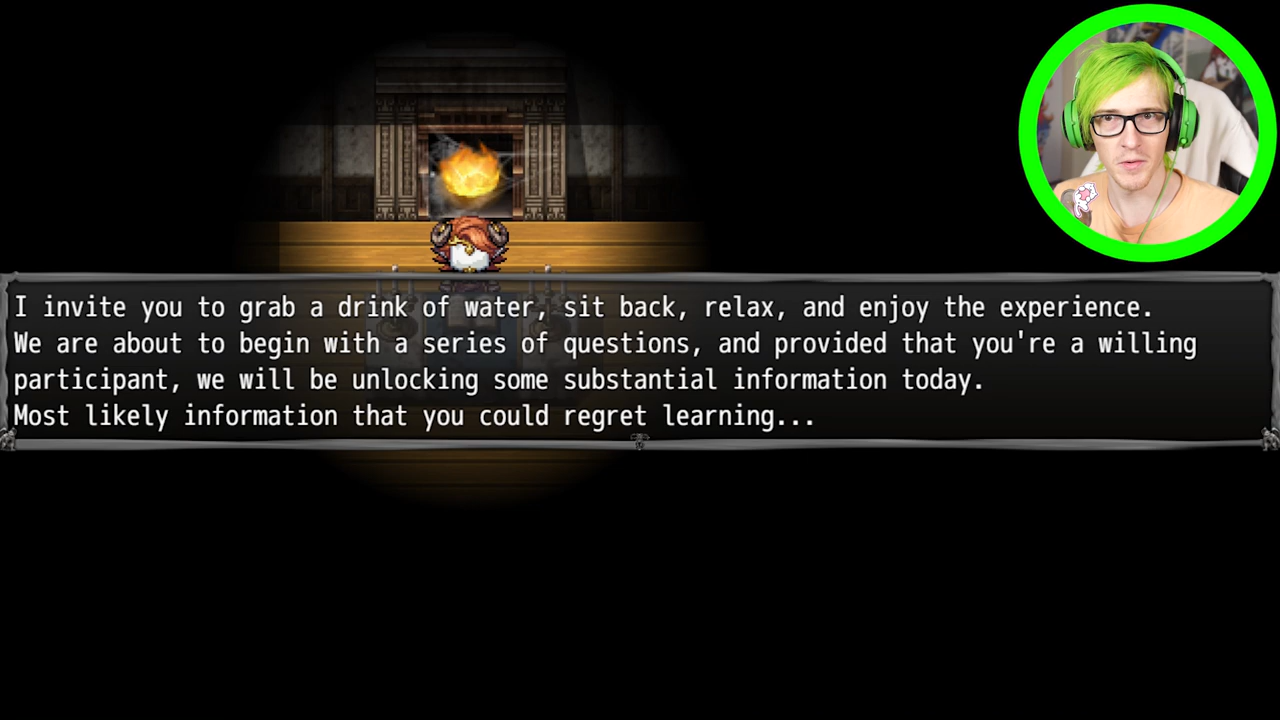 I invite you to grab a drink of water, sit back, relax, and enjoy the experience.
We are about to begin with a series of questions, and provided that you're a willing
participant, we will be unlocking some substantial information today.
Most likely information that you could regret learning...